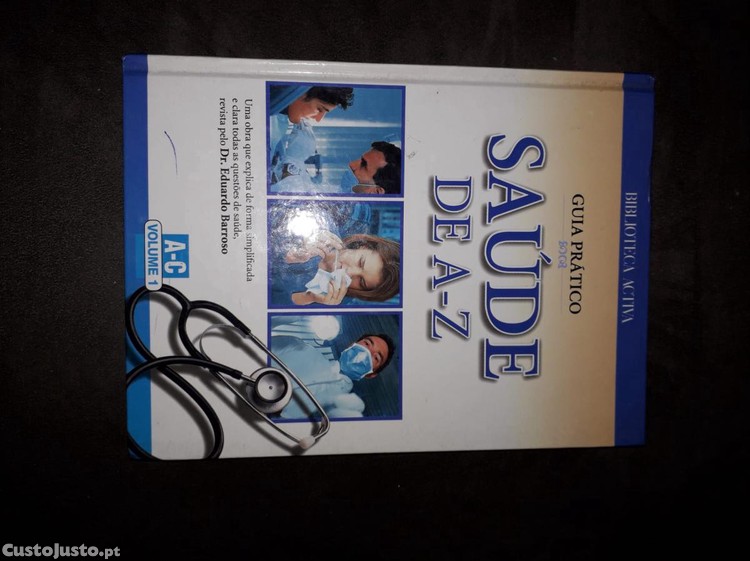 BIBLIOTECA ACTIVA
GUIA PRÁTICO
SAÚDE
DE A-Z
Uma obra que explica de forma simplificada
e clara todas as questões de saúde,
revista pelo Dr. Eduardo Barroso
A-C
VOLUME 1
CustoJusto.pt